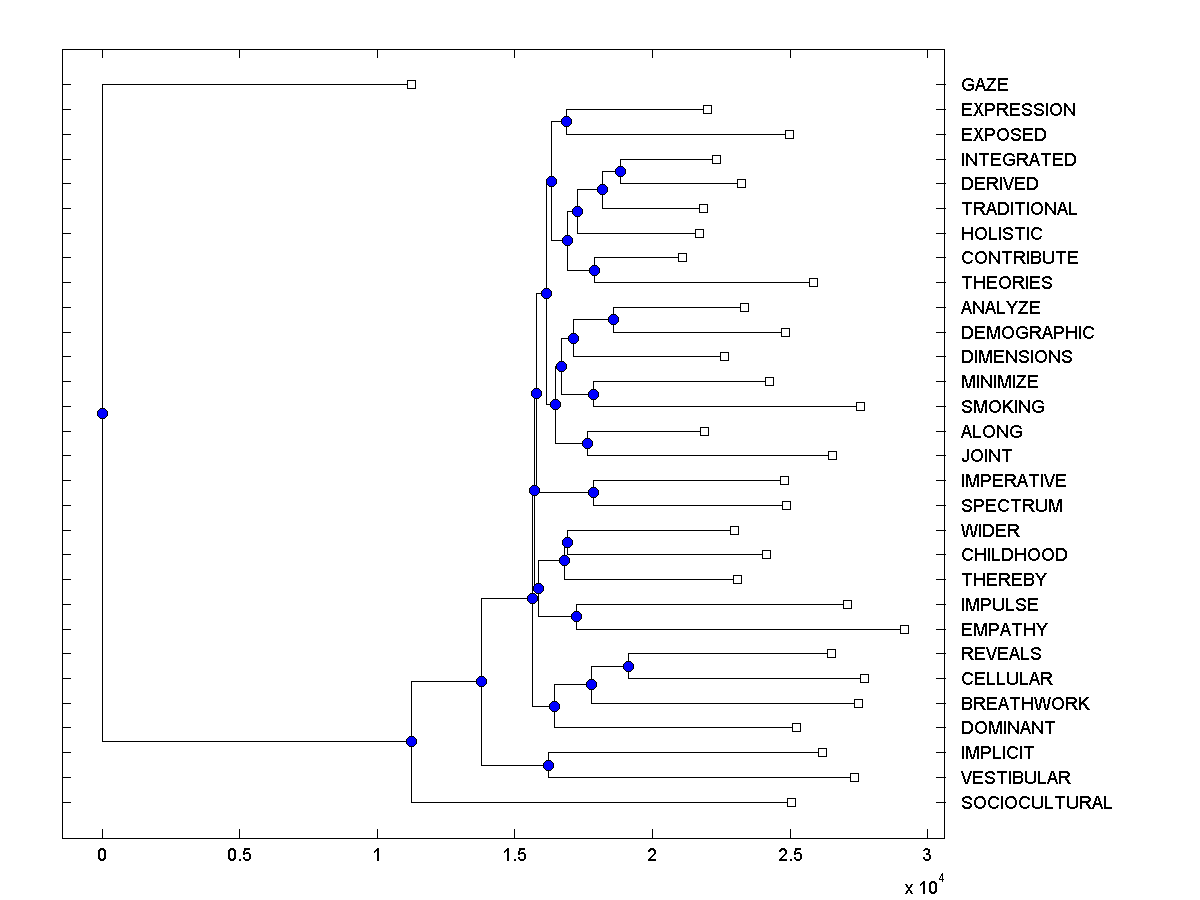 GAZE
EXPRESSION
EXPOSED
INTEGRATED
DERIVED
TRADITIONAL
HOLISTIC
CONTRIBUTE
THEORIES
ANALYZE
DEMOGRAPHIC
DIMENSIONS
MINIMIZE
SMOKING
ALONG
JOINT
IMPERATIVE
SPECTRUM
WIDER
CHILDHOOD
THEREBY
IMPULSE
EMPATHY
REVEALS
CELLULAR
BREATHWORK
DOMINANT
IMPLICIT
VESTIBULAR
SOCIOCULTURAL
0 0.5 1 1.5 2 2.5 3
x 10^4